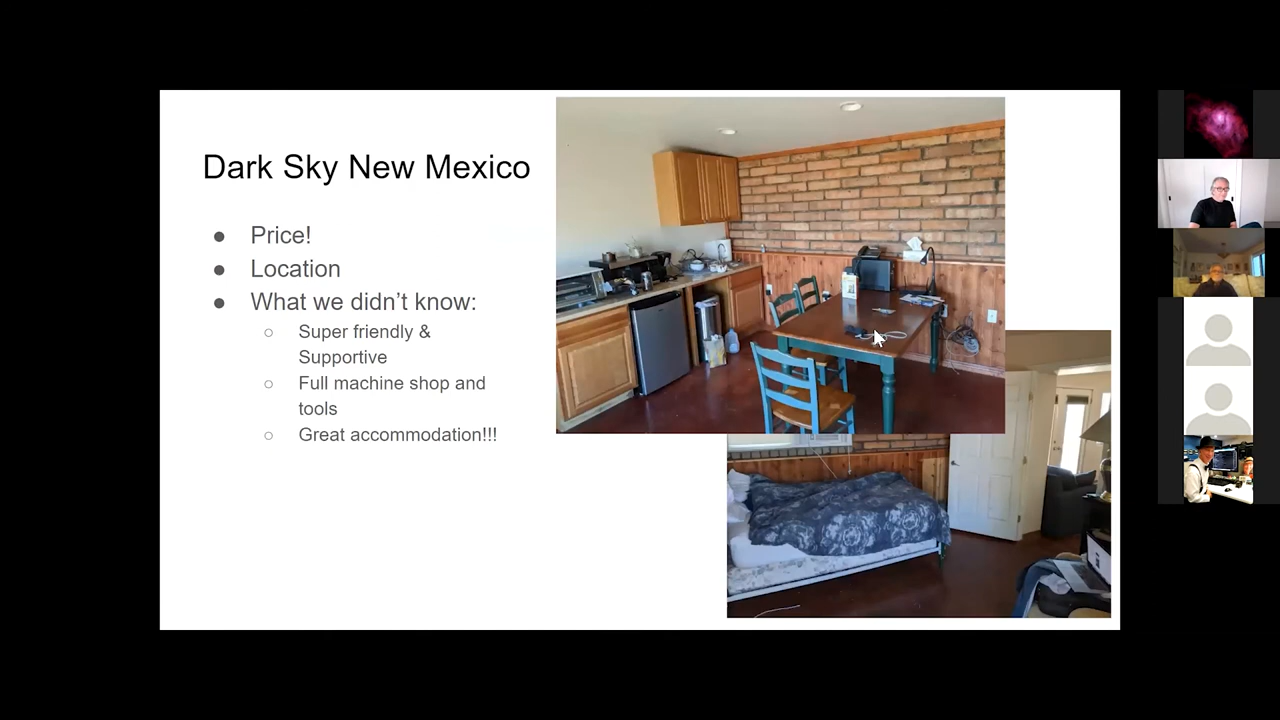 Dark Sky New Mexico
● Price!
● Location
● What we didn't know:
○ Super friendly &
Supportive
○ Full machine shop and
tools
○ Great accommodation!!!